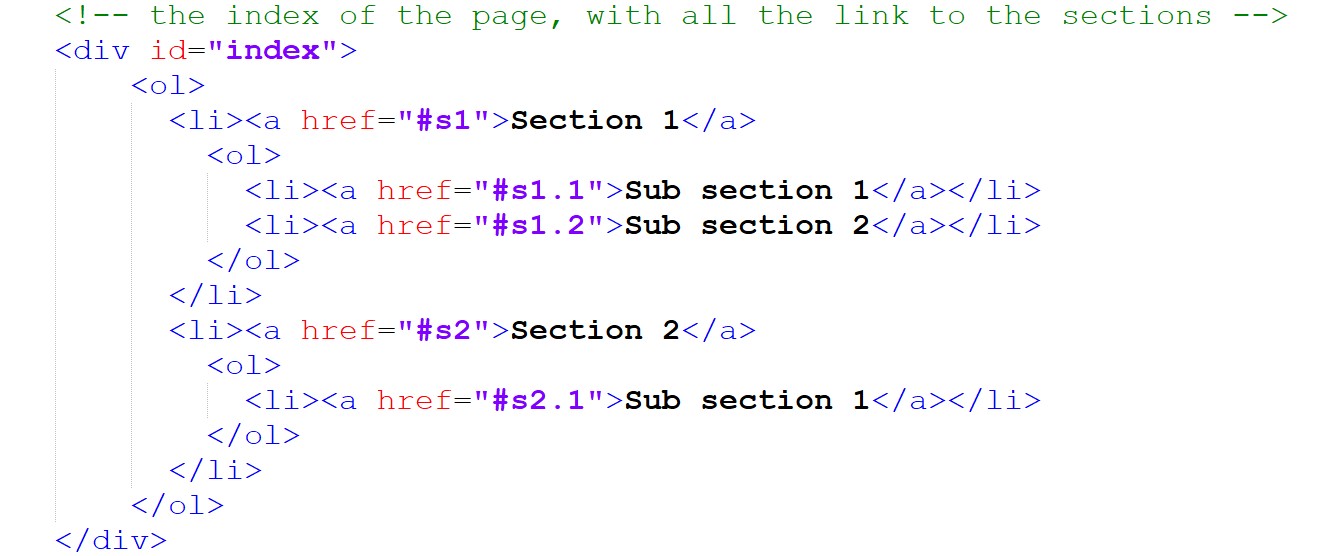 <!-- the index of the page, with all the link to the sections -->
<div id="index">
<ol>
<li><a href="#s1">Section 1</a>
<ol>
<li><a href="#s1.1">Sub section 1</a></li>
<li><a href="#s1.2">Sub section 2</a></li>
</ol>
</li>
<li><a href="#s2">Section 2</a>
<ol>
<li><a href="#s2.1">Sub section 1</a></li>
</ol>
</li>
</ol>
</div>